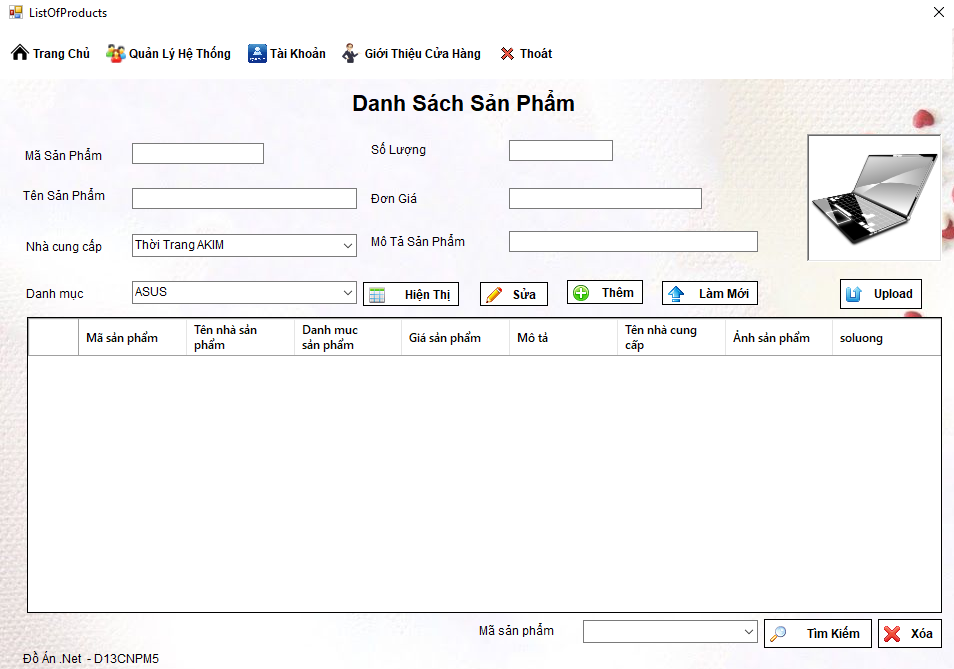 ListOfProducts
Trang Chủ Quản Lý Hệ Thống Tài Khoản Giới Thiệu Cửa Hàng Thoát
Danh Sách Sản Phẩm
Mã Sản Phẩm
Số Lượng
Tên Sản Phẩm
Đơn Giá
Nhà cung cấp
Thời Trang AKIM
Mô Tả Sản Phẩm
Danh mục
ASUS
Hiện Thị
Sửa
Thêm
Làm Mới
Upload
Mã sản phẩm
Tên nhà sản
phẩm
Danh muc
sản phẩm
Giá sản phẩm
Mô tả
Tên nhà cung
cấp
Ảnh sản phẩm
soluong
Mã sản phẩm
Tìm Kiếm
Xóa
Đồ Án .Net - D13CNPM5